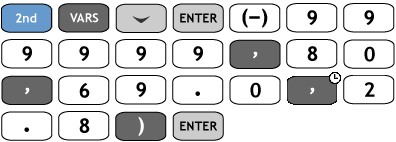 2nd VARS ENTER (−) 9 9
9 9 9 9 , 8 0
, 6 9 . 0 , 2
. 8 ) ENTER